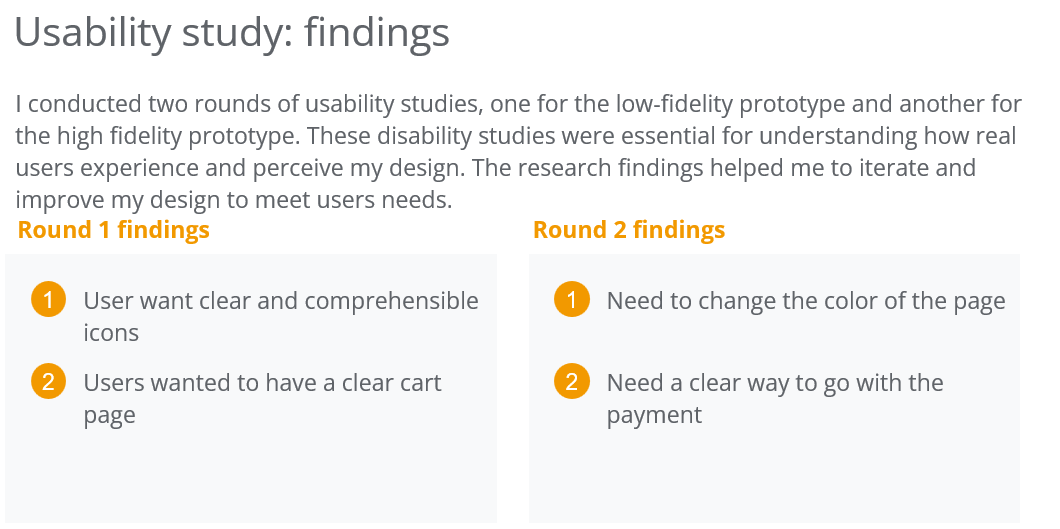 Usability study: findings
I conducted two rounds of usability studies, one for the low-fidelity prototype and another for
the high fidelity prototype. These disability studies were essential for understanding how real
users experience and perceive my design. The research findings helped me to iterate and
improve my design to meet users needs.
Round 1 findings
1 User want clear and comprehensible
icons
2 Users wanted to have a clear cart
page
Round 2 findings
1 Need to change the color of the page
2 Need a clear way to go with the
payment